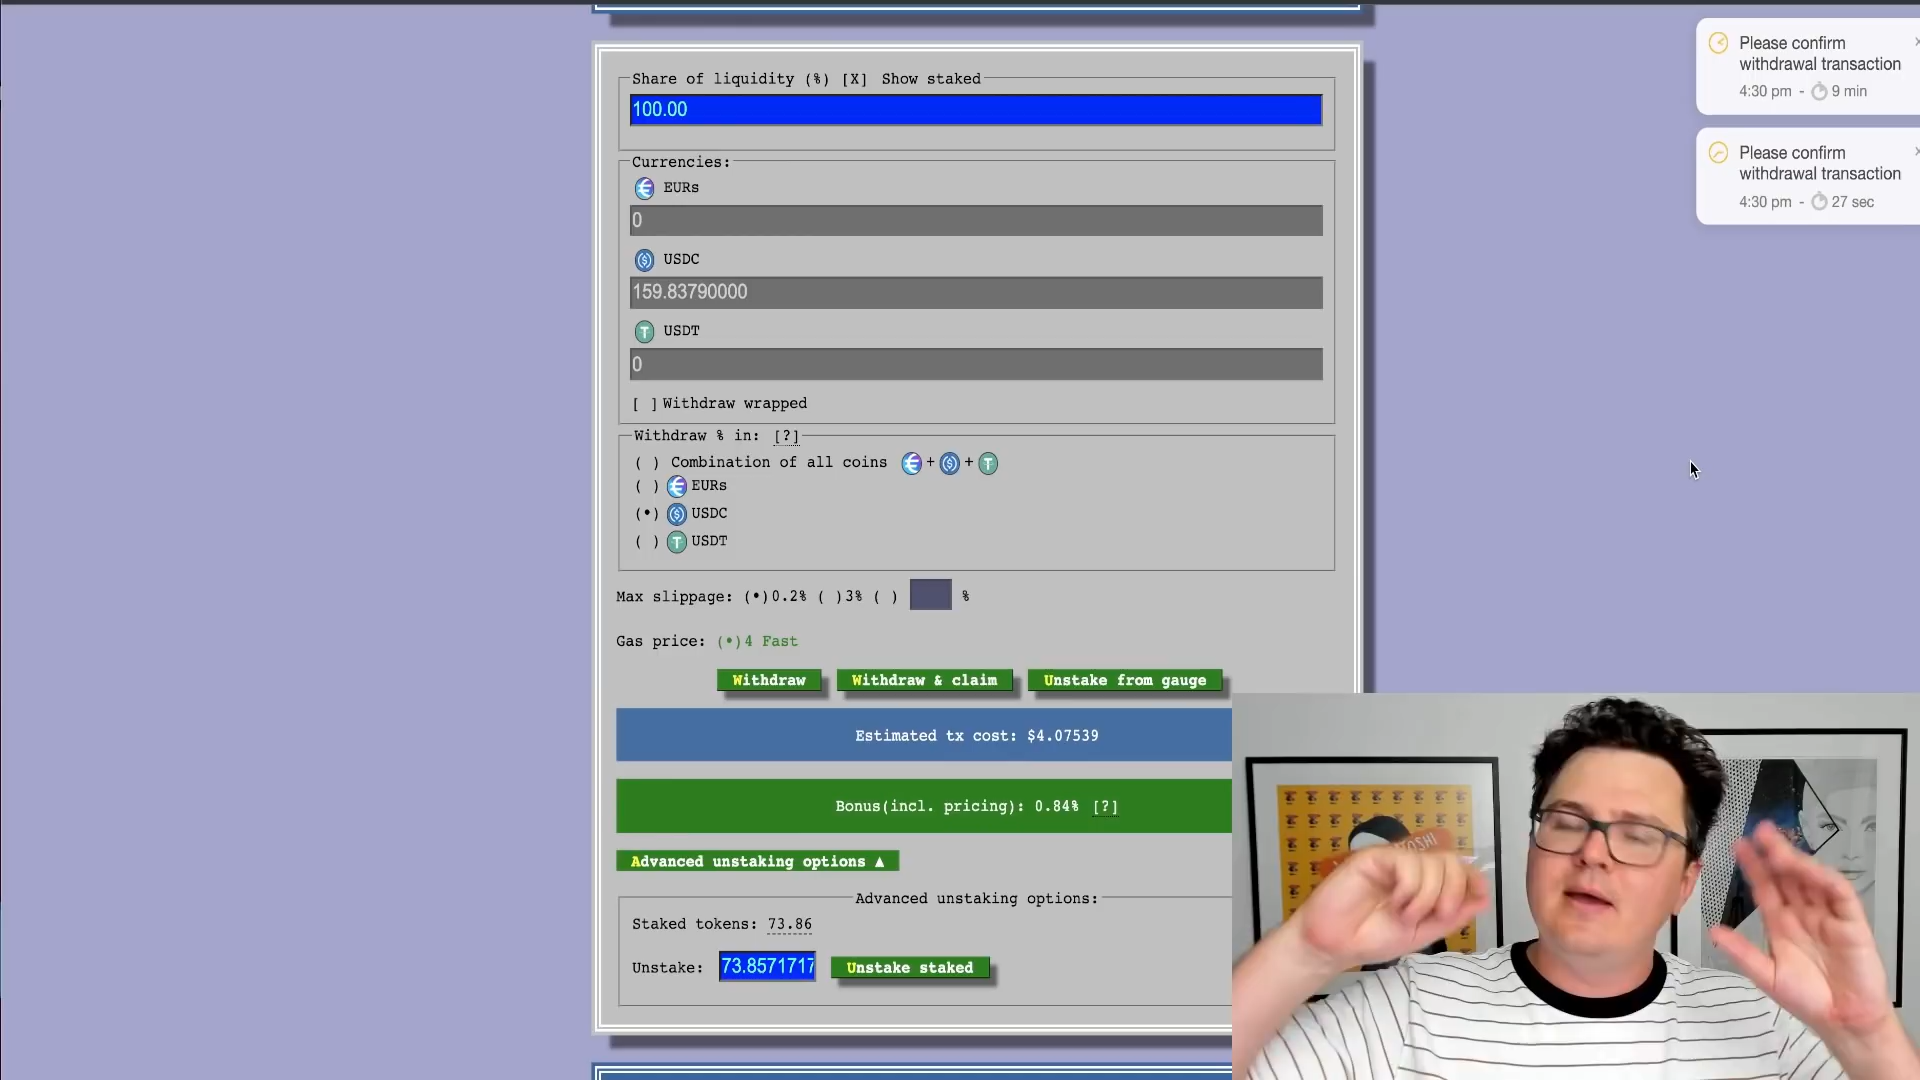 Please confirm
withdrawal transaction
4:30 pm - 9 min
Please confirm
withdrawal transaction
4:30 pm - 27 sec
Share of liquidity (%) [X] Show staked
100.00
Currencies:
EURs
0
USDC
159.83790000
USDT
0
[ ] Withdraw wrapped
Withdraw % in: [?]
( ) Combination of all coins + +
( ) EURs
(•) USDC
( ) USDT
Max slippage: (•)0.2% ( )3% ( ) %
Gas price: (•)4 Fast
Withdraw Withdraw & claim Unstake from gauge
Estimated tx cost: $4.07539
Bonus(incl. pricing): 0.84% [?]
Advanced unstaking options ▲
Advanced unstaking options:
Staked tokens: 73.86
Unstake: 73.8571717 Unstake staked